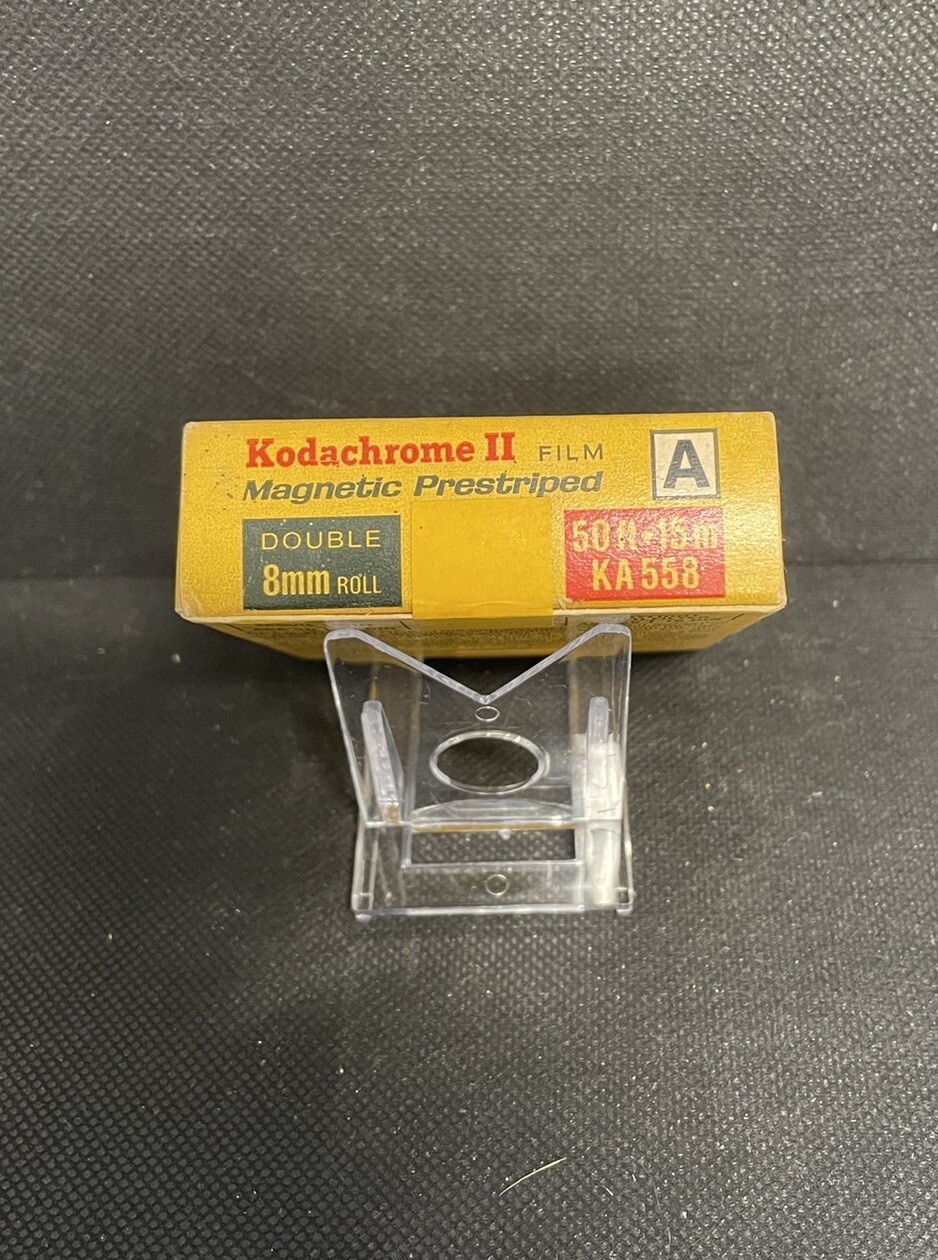 Kodachrome II FILM
Magnetic Prestriped
A
DOUBLE
8mm ROLL
50 ft•15 m
KA 558